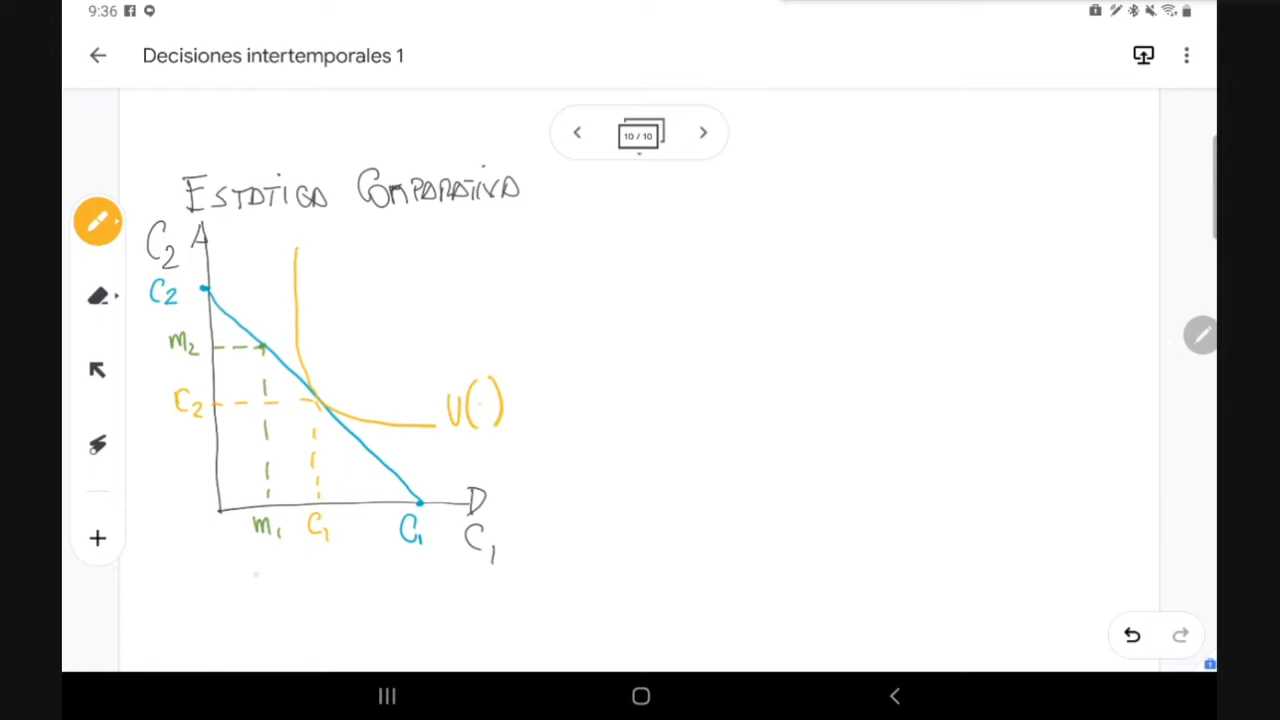 9:36
Decisiones intertemporales 1
10 / 10
ESTATICA COMPARATIVA
C2
C2
m2
C2
U(·)
m1 C1 C1 C1